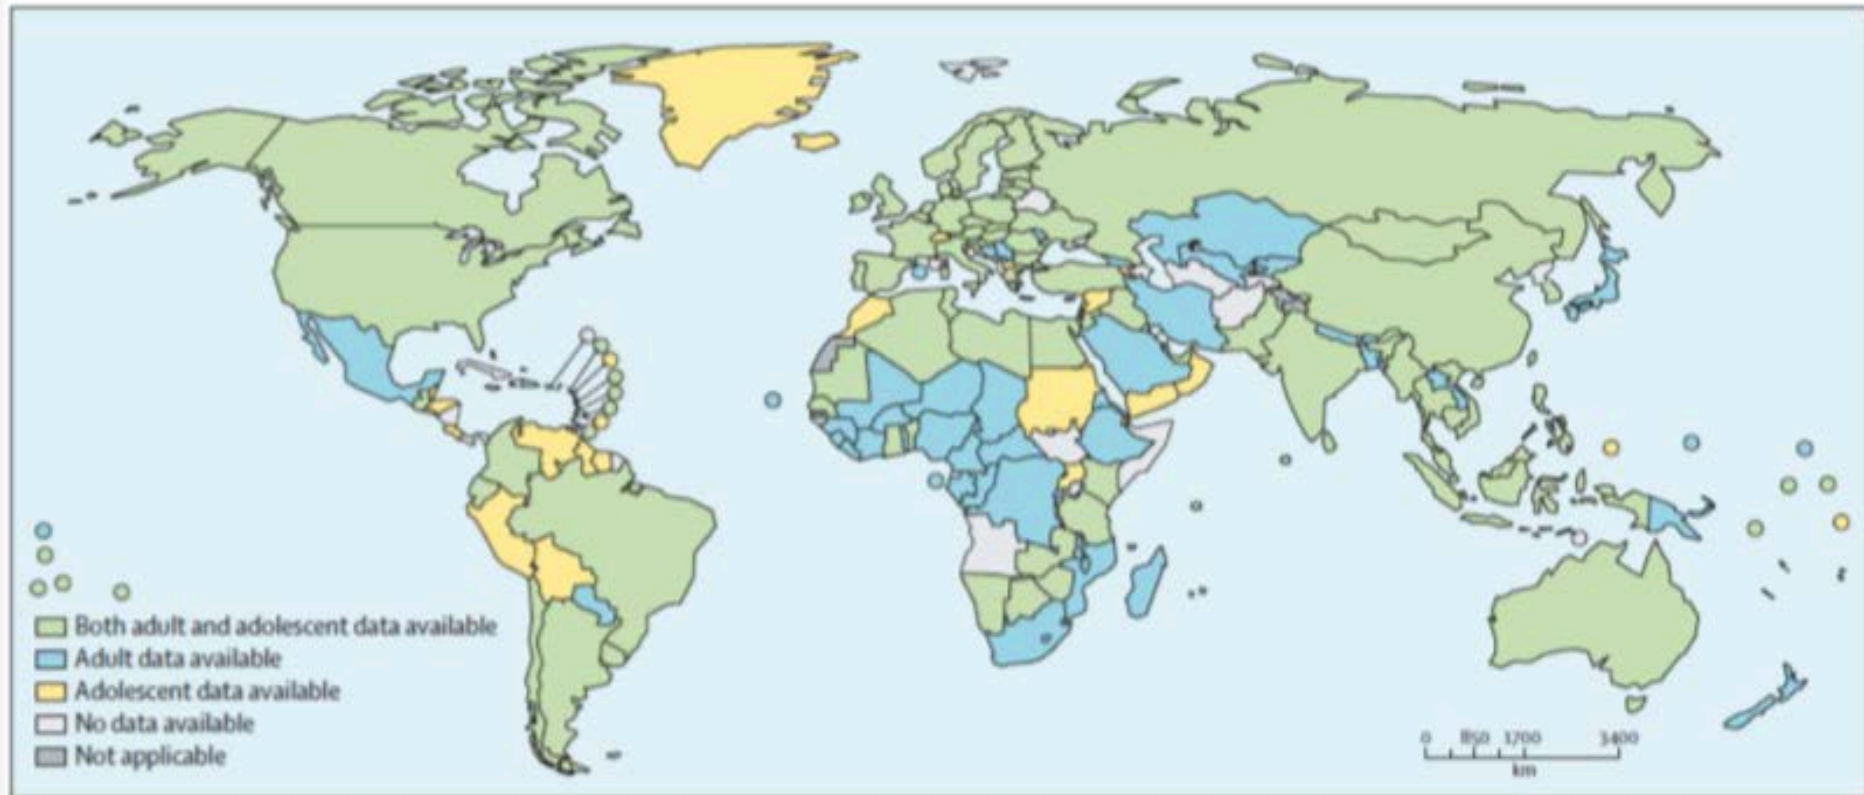 Both adult and adolescent data available
Adult data available
Adolescent data available
No data available
Not applicable
0 850 1700 3400
km